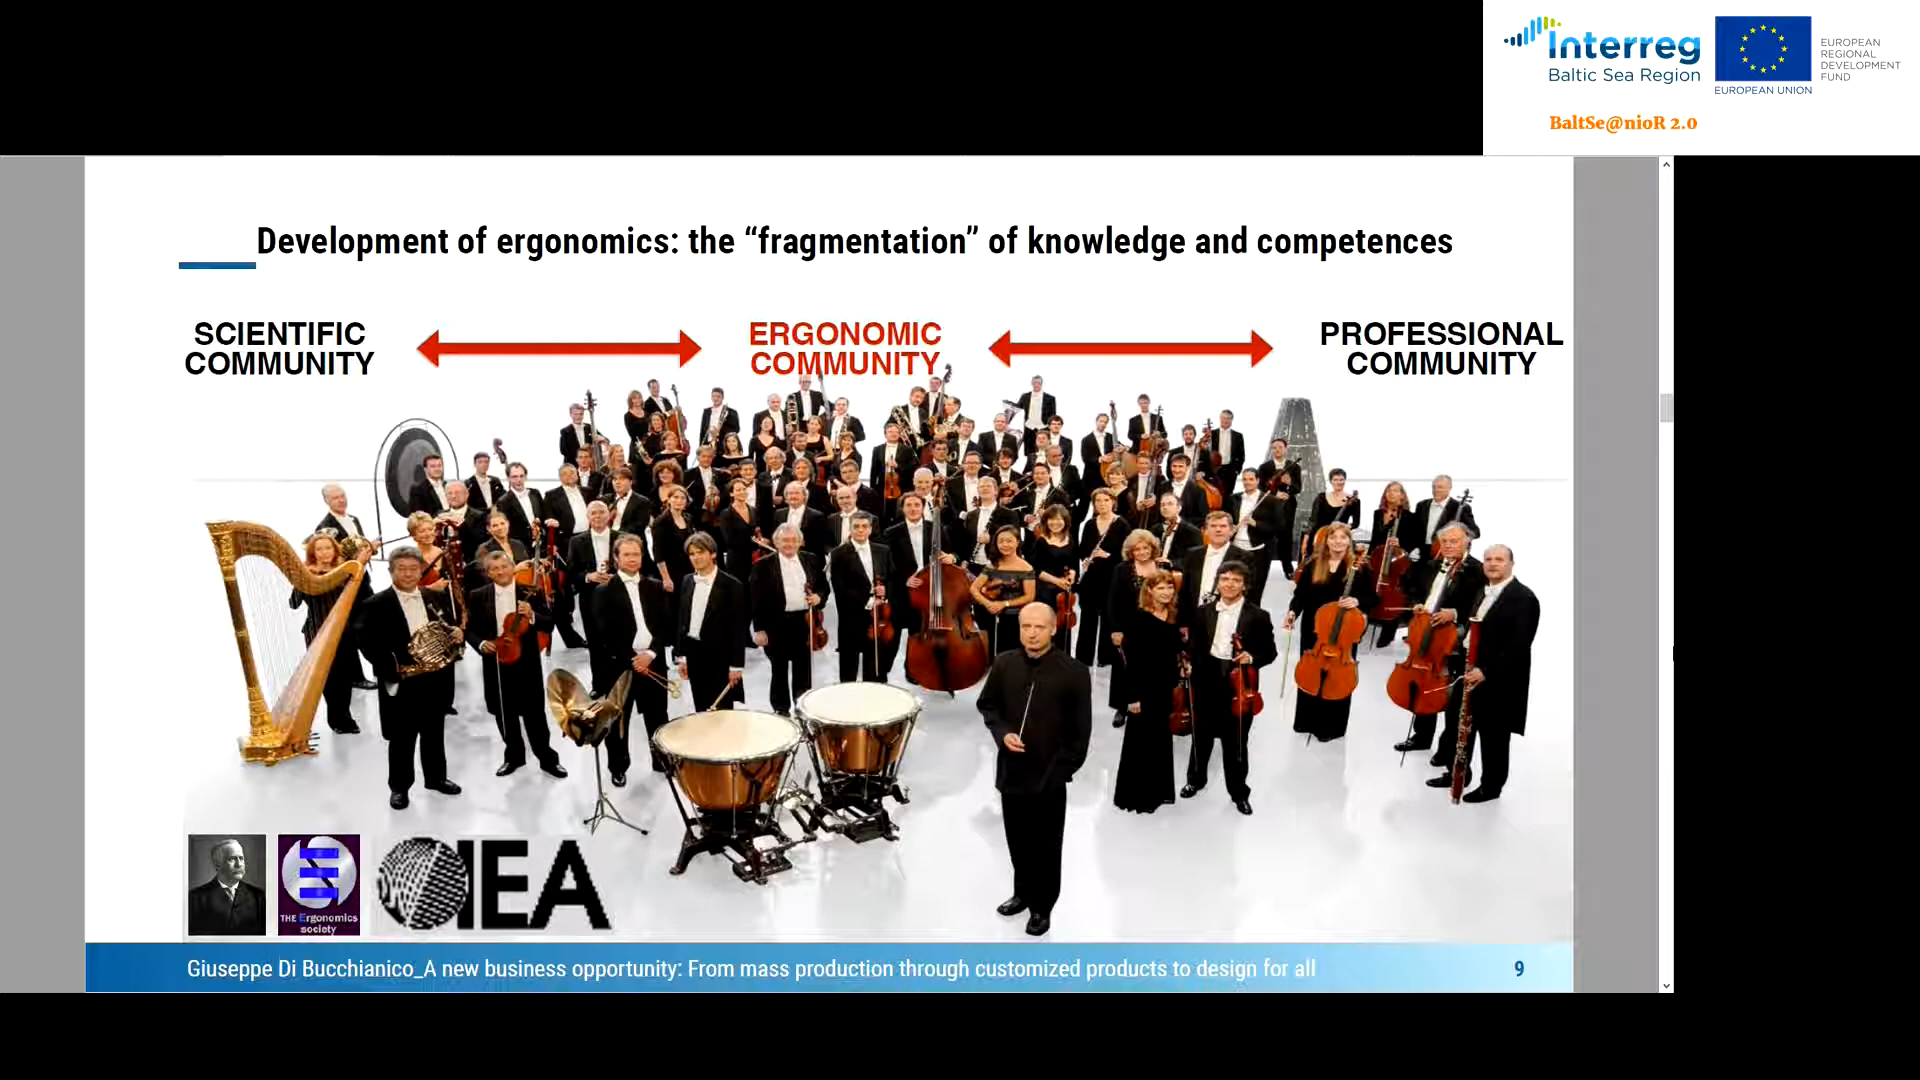 Interreg
Baltic Sea Region
EUROPEAN UNION
EUROPEAN
REGIONAL
DEVELOPMENT
FUND
BaltSe@nioR 2.0
Development of ergonomics: the “fragmentation” of knowledge and competences
SCIENTIFIC
COMMUNITY
ERGONOMIC
COMMUNITY
PROFESSIONAL
COMMUNITY
THE Ergonomics
society
IEA
Giuseppe Di Bucchianico_A new business opportunity: From mass production through customized products to design for all
9